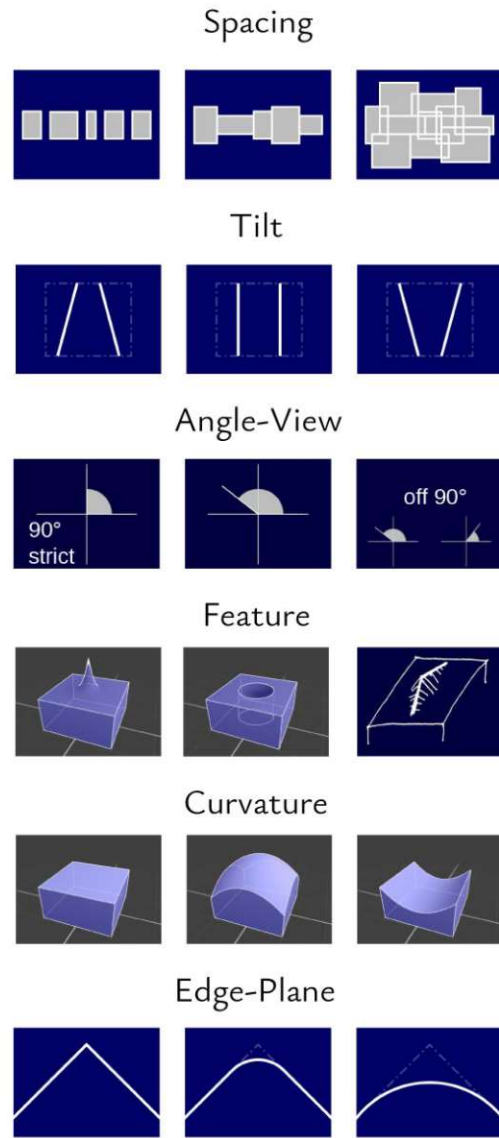 Spacing
Tilt
Angle-View
90°
strict
off 90°
Feature
Curvature
Edge-Plane